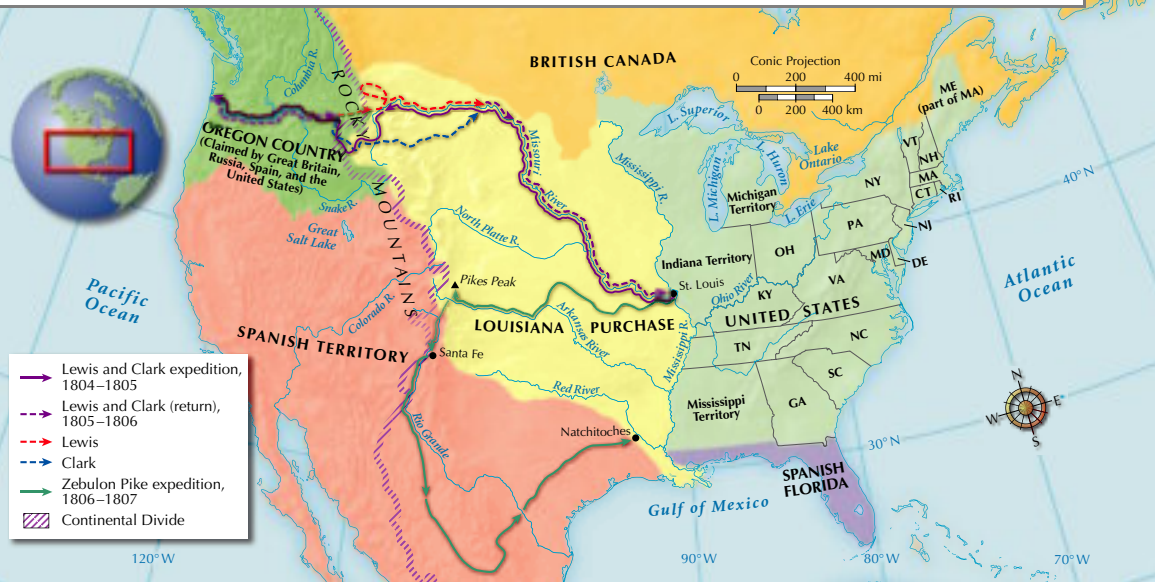 BRITISH CANADA
Conic Projection
0 200 400 mi
0 200 400 km
ME
(part of MA)
Columbia R.
ROCKY
MOUNTAINS
OREGON COUNTRY
(Claimed by Great Britain,
Russia, Spain, and the
United States)
Snake R.
Great
Salt Lake
Missouri
River
Mississippi R.
L. Superior
L. Michigan
L. Huron
Lake
Ontario
L. Erie
Michigan
Territory
VT
NH
MA
CT
RI
NY
PA
NJ
MD
DE
40° N
North Platte R.
Pikes Peak
Indiana Territory
OH
VA
St. Louis
Ohio River
KY
UNITED STATES
LOUISIANA PURCHASE
Arkansas River
Mississippi R.
TN
NC
SC
Mississippi
Territory
GA
Pacific
Ocean
Atlantic
Ocean
Colorado R.
SPANISH TERRITORY
Santa Fe
Red River
Rio Grande
Natchitoches
30° N
SPANISH
FLORIDA
Gulf of Mexico
N
W
E
S
Lewis and Clark expedition,
1804–1805
Lewis and Clark (return),
1805–1806
Lewis
Clark
Zebulon Pike expedition,
1806–1807
Continental Divide
120° W
90° W
80° W
70° W